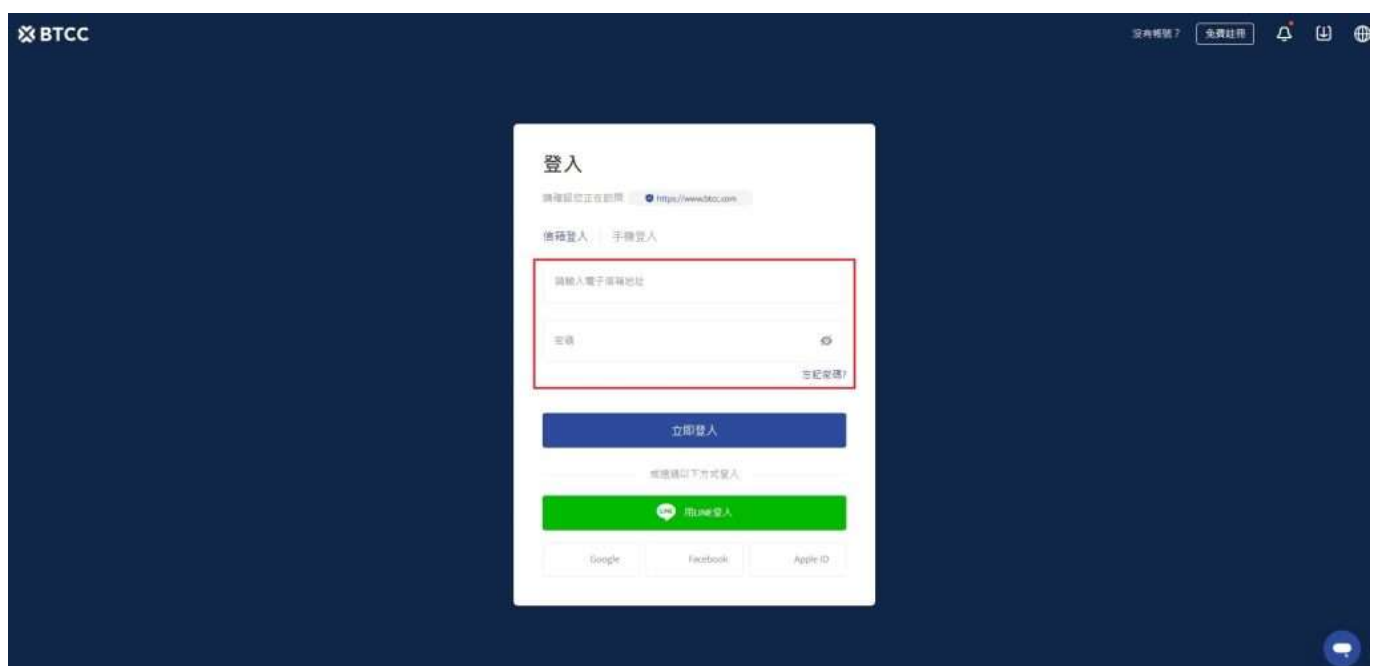 BTCC
沒有帳號？ 免費註冊
登入
請確認您正在訪問 https://www.btcc.com
信箱登入 手機登入
請輸入電子信箱地址
密碼
忘記密碼?
立即登入
或透過以下方式登入
LINE 用LINE登入
Google Facebook Apple ID